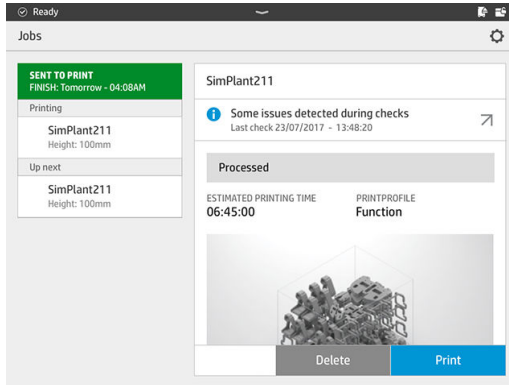 Ready
Jobs
SENT TO PRINT
FINISH: Tomorrow - 04:08AM
Printing
SimPlant211
Height: 100mm
Up next
SimPlant211
Height: 100mm
SimPlant211
Some issues detected during checks
Last check 23/07/2017 - 13:48:20
Processed
ESTIMATED PRINTING TIME
06:45:00
PRINTPROFILE
Function
Delete
Print